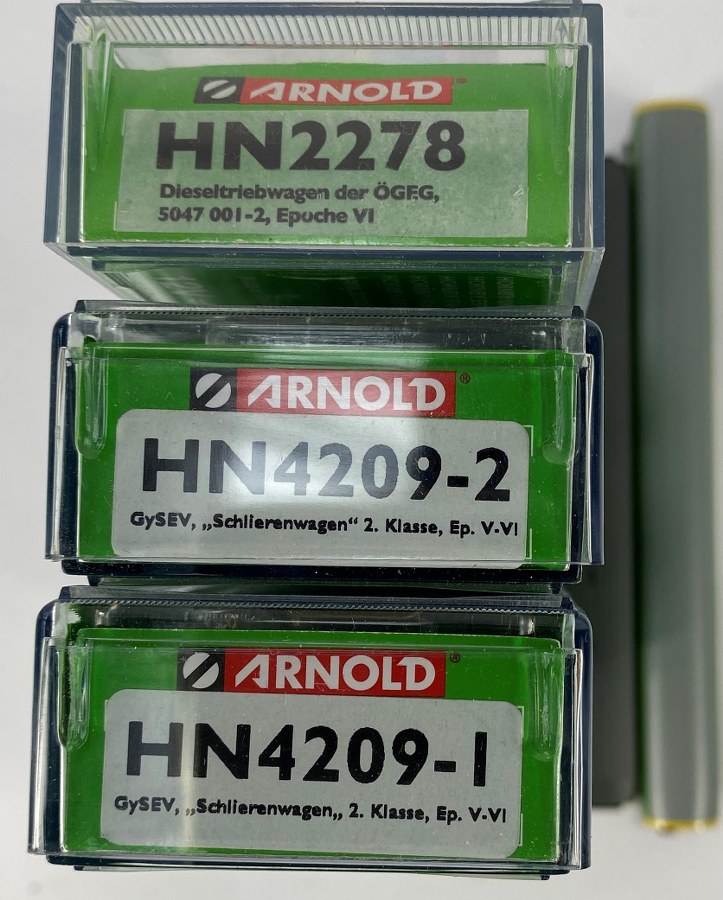 ARNOLD
HN2278
Dieseltriebwagen der ÖGEG,
5047 001-2, Epoche VI
ARNOLD®
HN4209-2
GySEV, „Schlierenwagen“ 2. Klasse, Ep. V-VI
ARNOLD®
HN4209-1
GySEV, „Schlierenwagen„ 2. Klasse, Ep. V-VI